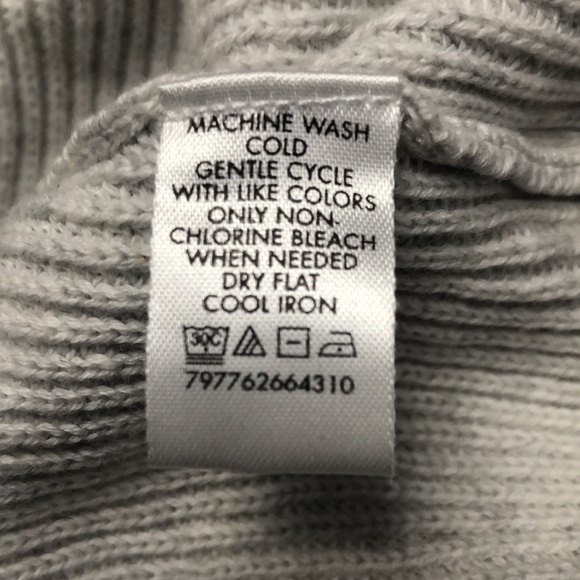 MACHINE WASH
COLD
GENTLE CYCLE
WITH LIKE COLORS
ONLY NON-
CHLORINE BLEACH
WHEN NEEDED
DRY FLAT
COOL IRON
30C
797762664310